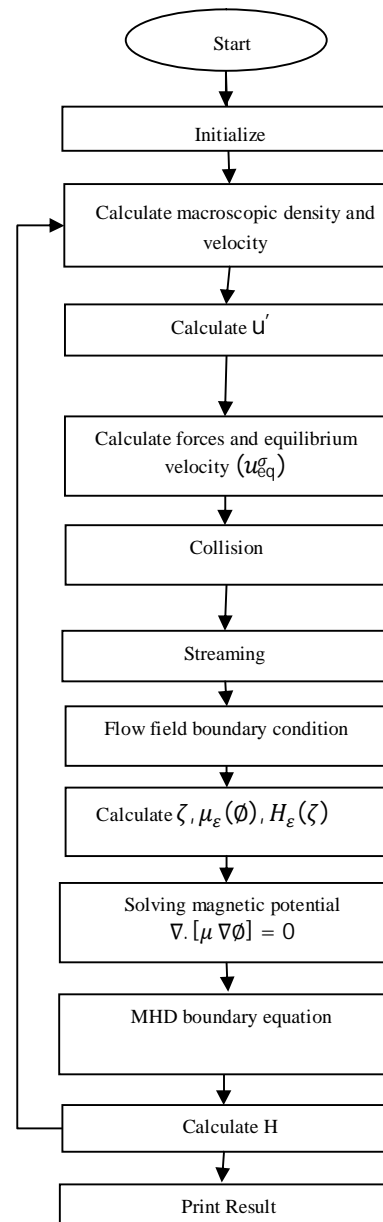 Start
Initialize
Calculate macroscopic density and
velocity
Calculate u′
Calculate forces and equilibrium
velocity (u_eq^σ)
Collision
Streaming
Flow field boundary condition
Calculate ζ, μ_ε(∅), H_ε(ζ)
Solving magnetic potential
∇. [μ ∇∅] = 0
MHD boundary equation
Calculate H
Print Result